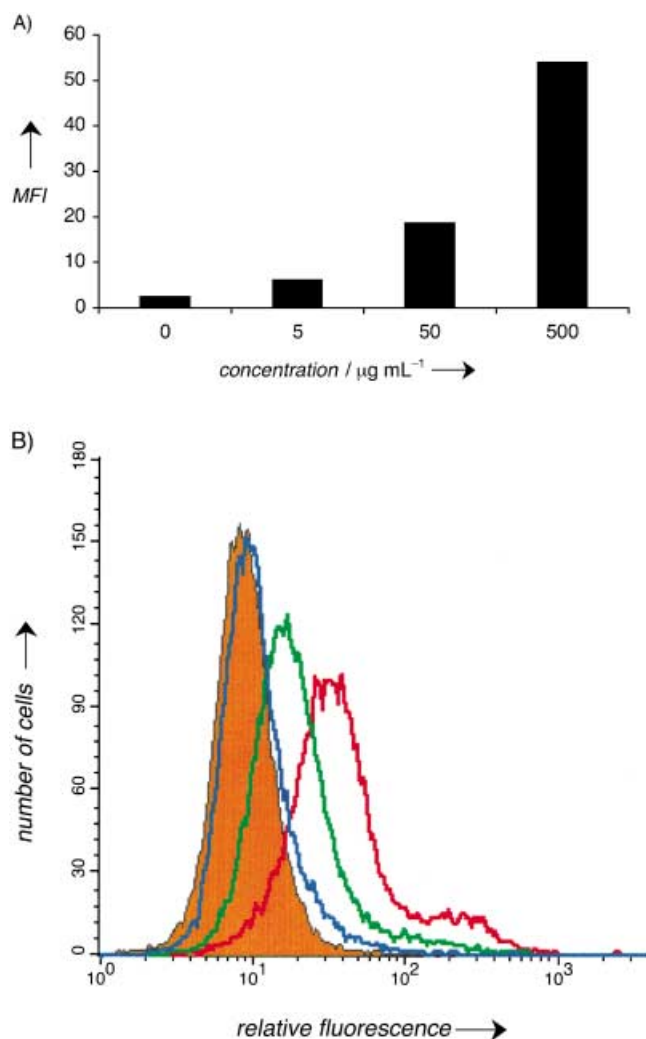 A)
60
50
40
30
20
10
0
MFI
0 5 50 500
concentration / μg mL⁻¹
B)
180
150
120
90
60
30
0
number of cells
10⁰ 10¹ 10² 10³
relative fluorescence